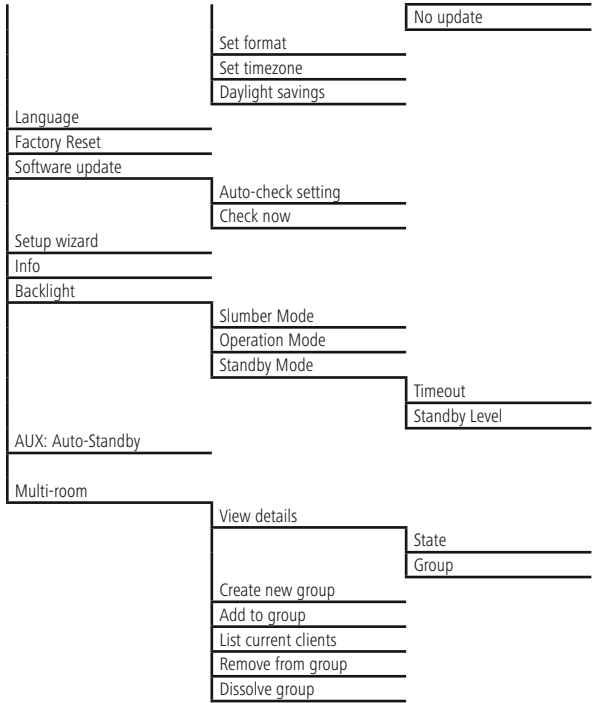 No update
Set format
Set timezone
Daylight savings
Language
Factory Reset
Software update
Auto-check setting
Check now
Setup wizard
Info
Backlight
Slumber Mode
Operation Mode
Standby Mode
Timeout
Standby Level
AUX: Auto-Standby
Multi-room
View details
State
Group
Create new group
Add to group
List current clients
Remove from group
Dissolve group